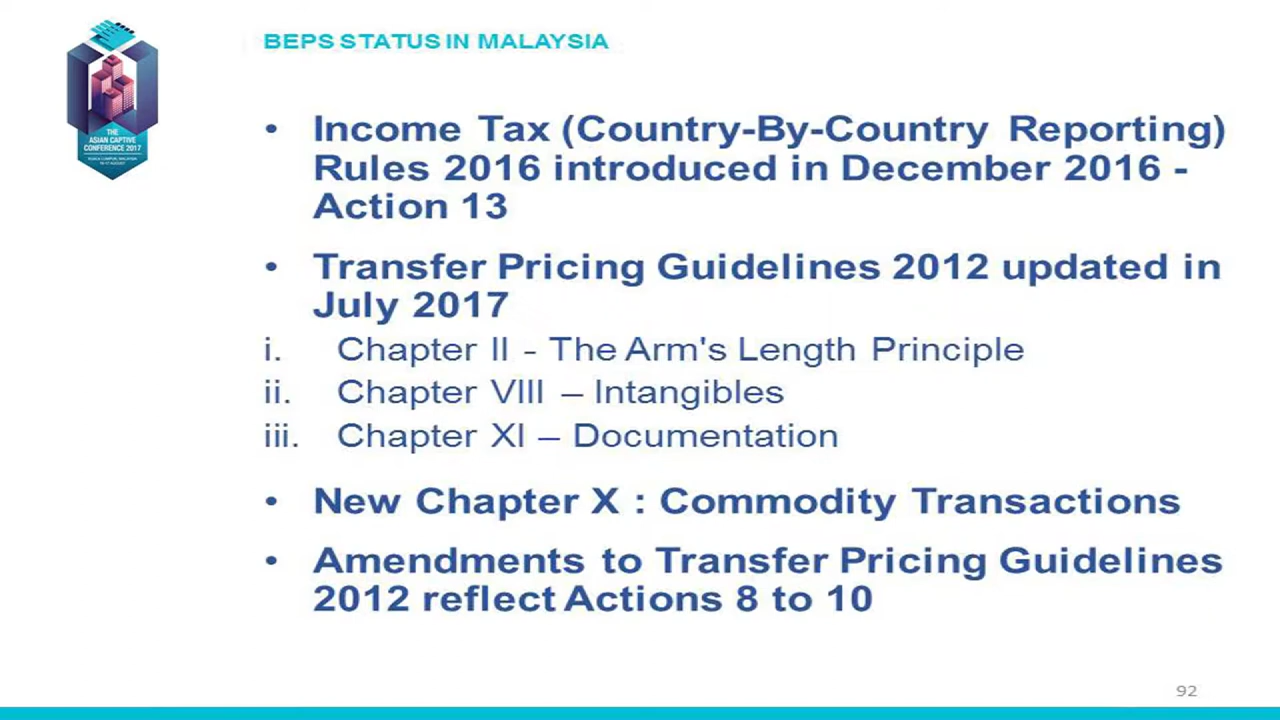 BEPS STATUS IN MALAYSIA
THE
ASIAN CAPTIVE
CONFERENCE 2017
• Income Tax (Country-By-Country Reporting)
Rules 2016 introduced in December 2016 -
Action 13
• Transfer Pricing Guidelines 2012 updated in
July 2017
i. Chapter II - The Arm's Length Principle
ii. Chapter VIII – Intangibles
iii. Chapter XI – Documentation
• New Chapter X : Commodity Transactions
• Amendments to Transfer Pricing Guidelines
2012 reflect Actions 8 to 10
92